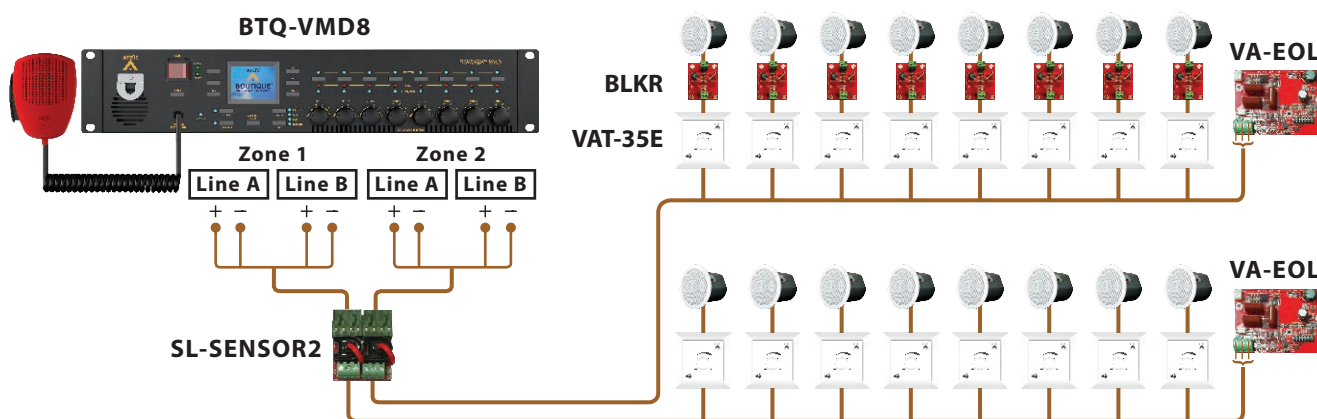 BTQ-VMD8
BOUTIQUE
Zone 1
Zone 2
Line A
Line B
Line A
Line B
+ − + − + − + −
SL-SENSOR2
BLKR
VAT-35E
VA-EOL
VA-EOL